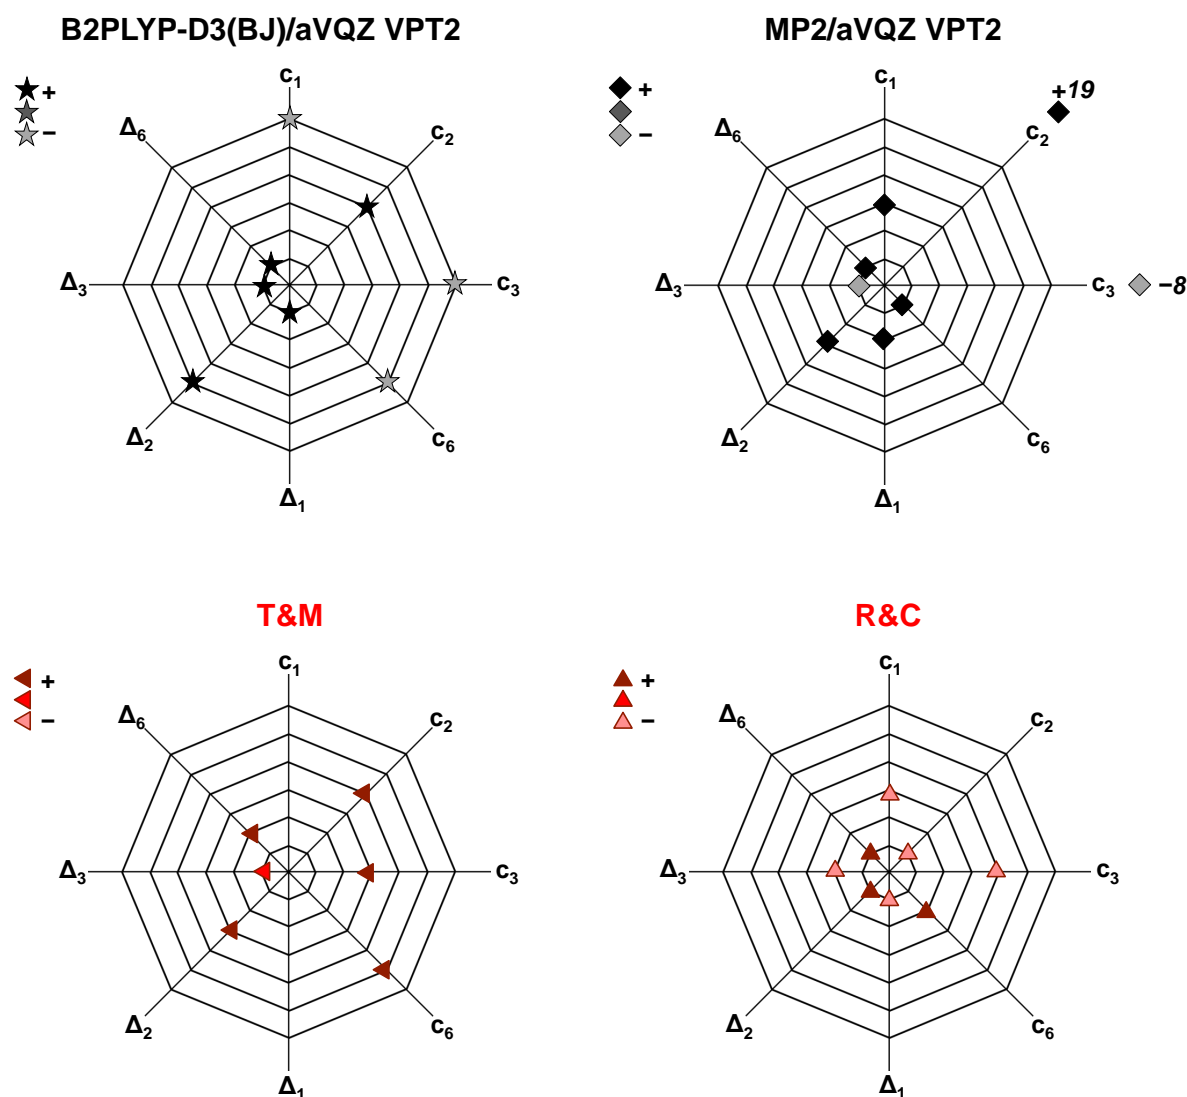 B2PLYP-D3(BJ)/aVQZ VPT2
+
−
c1
c2
c3
c6
Δ1
Δ2
Δ3
Δ6
MP2/aVQZ VPT2
+
−
c1
+19
c2
c3
−8
c6
Δ1
Δ2
Δ3
Δ6
T&M
+
−
c1
c2
c3
c6
Δ1
Δ2
Δ3
Δ6
R&C
+
−
c1
c2
c3
c6
Δ1
Δ2
Δ3
Δ6